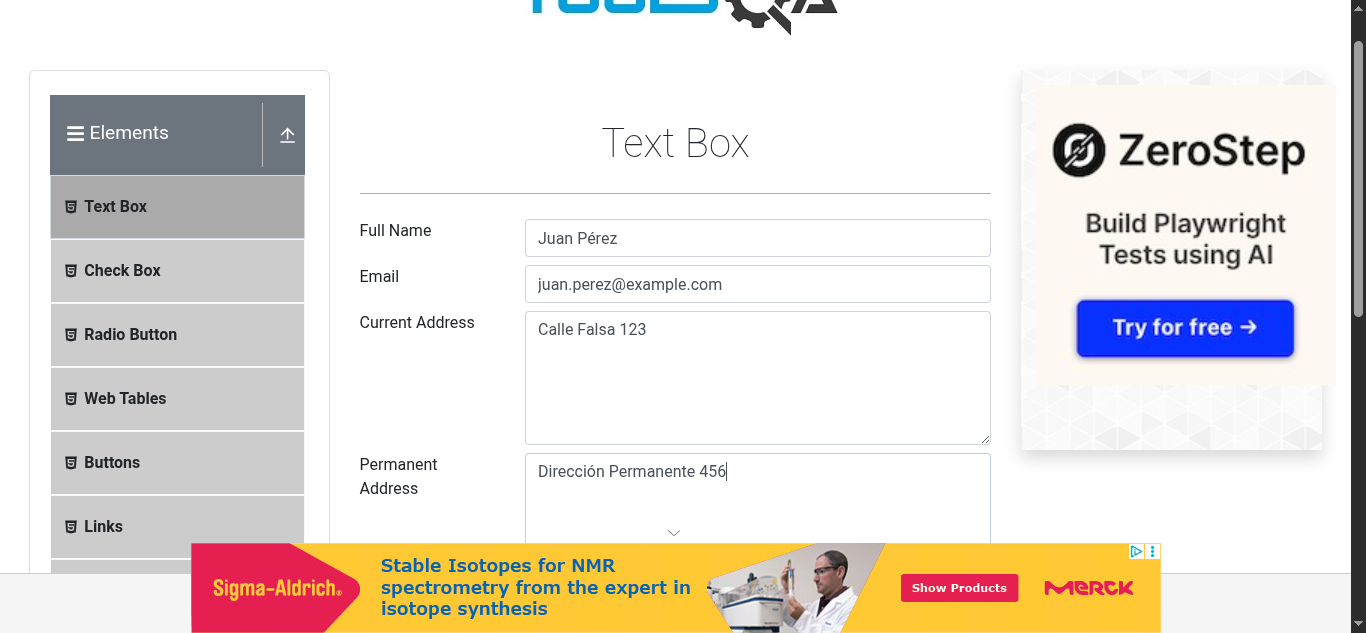 Elements
Text Box
Check Box
Radio Button
Web Tables
Buttons
Links
Text Box
Full Name
Juan Pérez
Email
juan.perez@example.com
Current Address
Calle Falsa 123
Permanent
Address
Dirección Permanente 456
ZeroStep
Build Playwright
Tests using AI
Try for free →
Sigma-Aldrich®
Stable Isotopes for NMR
spectrometry from the expert in
isotope synthesis
Show Products
MERCK